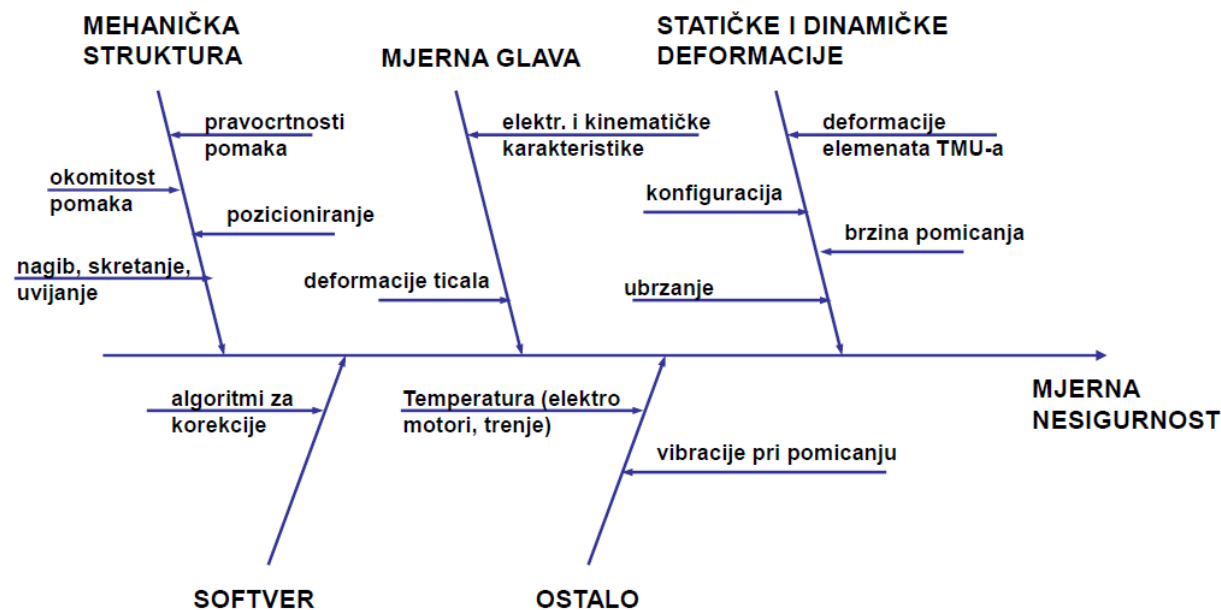 MEHANIČKA
STRUKTURA
MJERNA GLAVA
STATIČKE I DINAMIČKE
DEFORMACIJE
pravocrtnosti
pomaka
okomitost
pomaka
pozicioniranje
nagib, skretanje,
uvijanje
elektr. i kinematičke
karakteristike
deformacije ticala
deformacije
elemenata TMU-a
konfiguracija
brzina pomicanja
ubrzanje
MJERNA
NESIGURNOST
algoritmi za
korekcije
Temperatura (elektro
motori, trenje)
vibracije pri pomicanju
SOFTVER
OSTALO